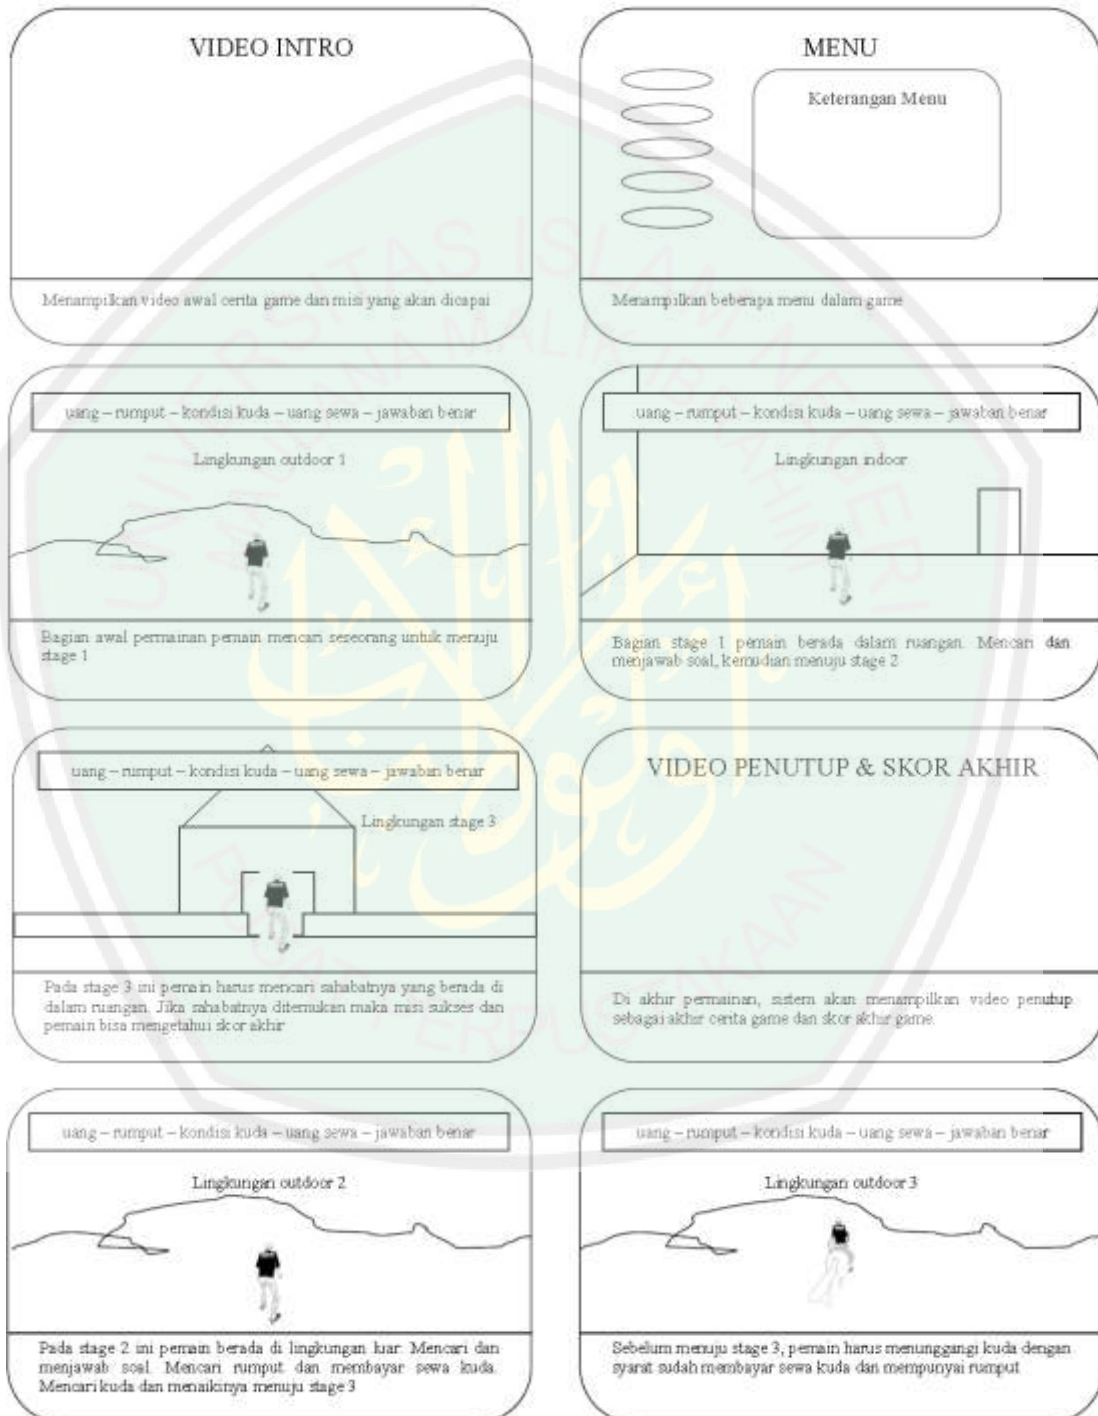 VIDEO INTRO
Menampilkan video awal cerita game dan misi yang akan dicapai
MENU
Keterangan Menu
Menampilkan beberapa menu dalam game
uang – rumput – kondisi kuda – uang sewa – jawaban benar
Lingkungan outdoor 1
Bagian awal permainan pemain mencari seseorang untuk menuju
stage 1
uang – rumput – kondisi kuda – uang sewa – jawaban benar
Lingkungan indoor
Bagian stage 1 pemain berada dalam ruangan. Mencari dan
menjawab soal, kemudian menuju stage 2
uang – rumput – kondisi kuda – uang sewa – jawaban benar
Lingkungan stage 3
Pada stage 3 ini pemain harus mencari sahabatnya yang berada di
dalam ruangan. Jika sahabatnya ditemukan maka misi sukses dan
pemain bisa mengetahui skor akhir
VIDEO PENUTUP & SKOR AKHIR
Di akhir permainan, sistem akan menampilkan video penutup
sebagai akhir cerita game dan skor akhir game.
uang – rumput – kondisi kuda – uang sewa – jawaban benar
Lingkungan outdoor 2
Pada stage 2 ini pemain berada di lingkungan luar. Mencari dan
menjawab soal. Mencari rumput dan membayar sewa kuda.
Mencari kuda dan menaikinya menuju stage 3
uang – rumput – kondisi kuda – uang sewa – jawaban benar
Lingkungan outdoor 3
Sebelum menuju stage 3, pemain harus menunggangi kuda dengan
syarat sudah membayar sewa kuda dan mempunyai rumput
UNIVERSITAS ISLAM NEGERI
MAULANA MALIK IBRAHIM
PUSAT PERPUSTAKAAN